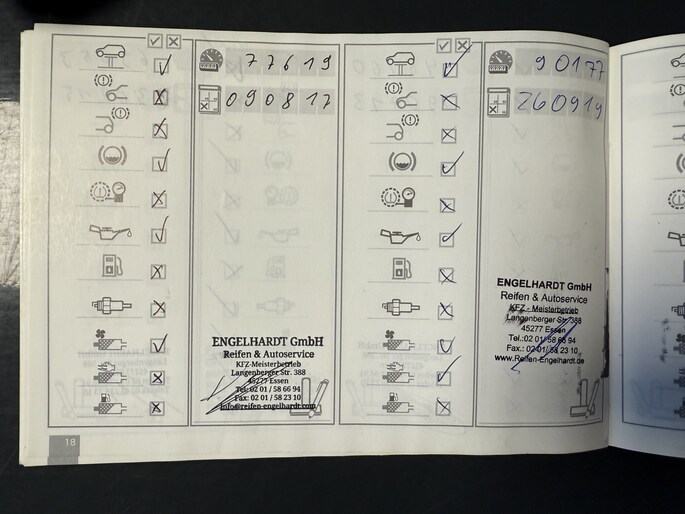 77619
090817
ENGELHARDT GmbH
Reifen & Autoservice
KFZ-Meisterbetrieb
Langenberger Str. 388
45277 Essen
Tel: 02 01 / 58 66 94
Fax: 02 01 / 58 23 10
info@reifen-engelhardt.com
90177
260919
ENGELHARDT GmbH
Reifen & Autoservice
KFZ - Meisterbetrieb
Langenberger Str. 388
45277 Essen
Tel.: 02 01/ 58 66 94
Fax.: 02 01/ 58 23 10
www.Reifen-Engelhardt.de
18